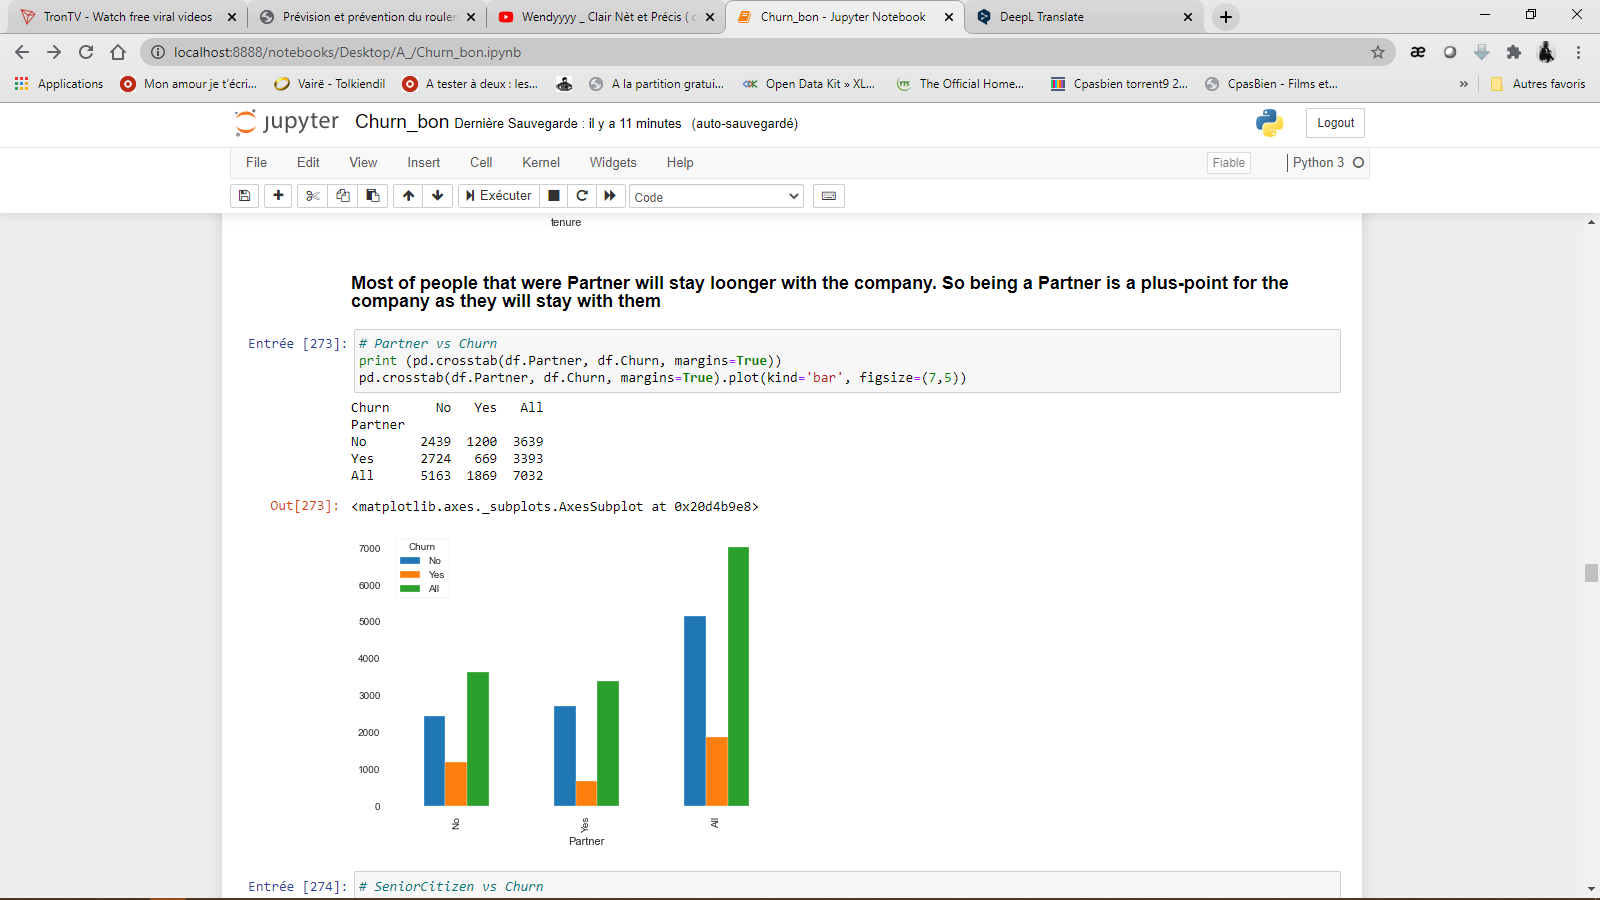 TronTV - Watch free viral videos
Prévision et prévention du rouler
Wendyyyy _ Clair Nèt et Précis ( c
Churn_bon - Jupyter Notebook
DeepL Translate
localhost:8888/notebooks/Desktop/A_/Churn_bon.ipynb
Applications
Mon amour je t'écri...
Vairë - Tolkiendil
A tester à deux : les...
A la partition gratui...
Open Data Kit » XL...
The Official Home...
Cpasbien torrent9 2...
CpasBien - Films et...
» Autres favoris
jupyter Churn_bon Dernière Sauvegarde : il y a 11 minutes (auto-sauvegardé)
Logout
File Edit View Insert Cell Kernel Widgets Help
Fiable
Python 3
Exécuter
Code
tenure
Most of people that were Partner will stay loonger with the company. So being a Partner is a plus-point for the
company as they will stay with them
Entrée [273]: # Partner vs Churn
print (pd.crosstab(df.Partner, df.Churn, margins=True))
pd.crosstab(df.Partner, df.Churn, margins=True).plot(kind='bar', figsize=(7,5))
Churn No Yes All
Partner
No 2439 1200 3639
Yes 2724 669 3393
All 5163 1869 7032
Out[273]: <matplotlib.axes._subplots.AxesSubplot at 0x20d4b9e8>
Churn
No
Yes
All
7000
6000
5000
4000
3000
2000
1000
0
No Yes All
Partner
Entrée [274]: # SeniorCitizen vs Churn